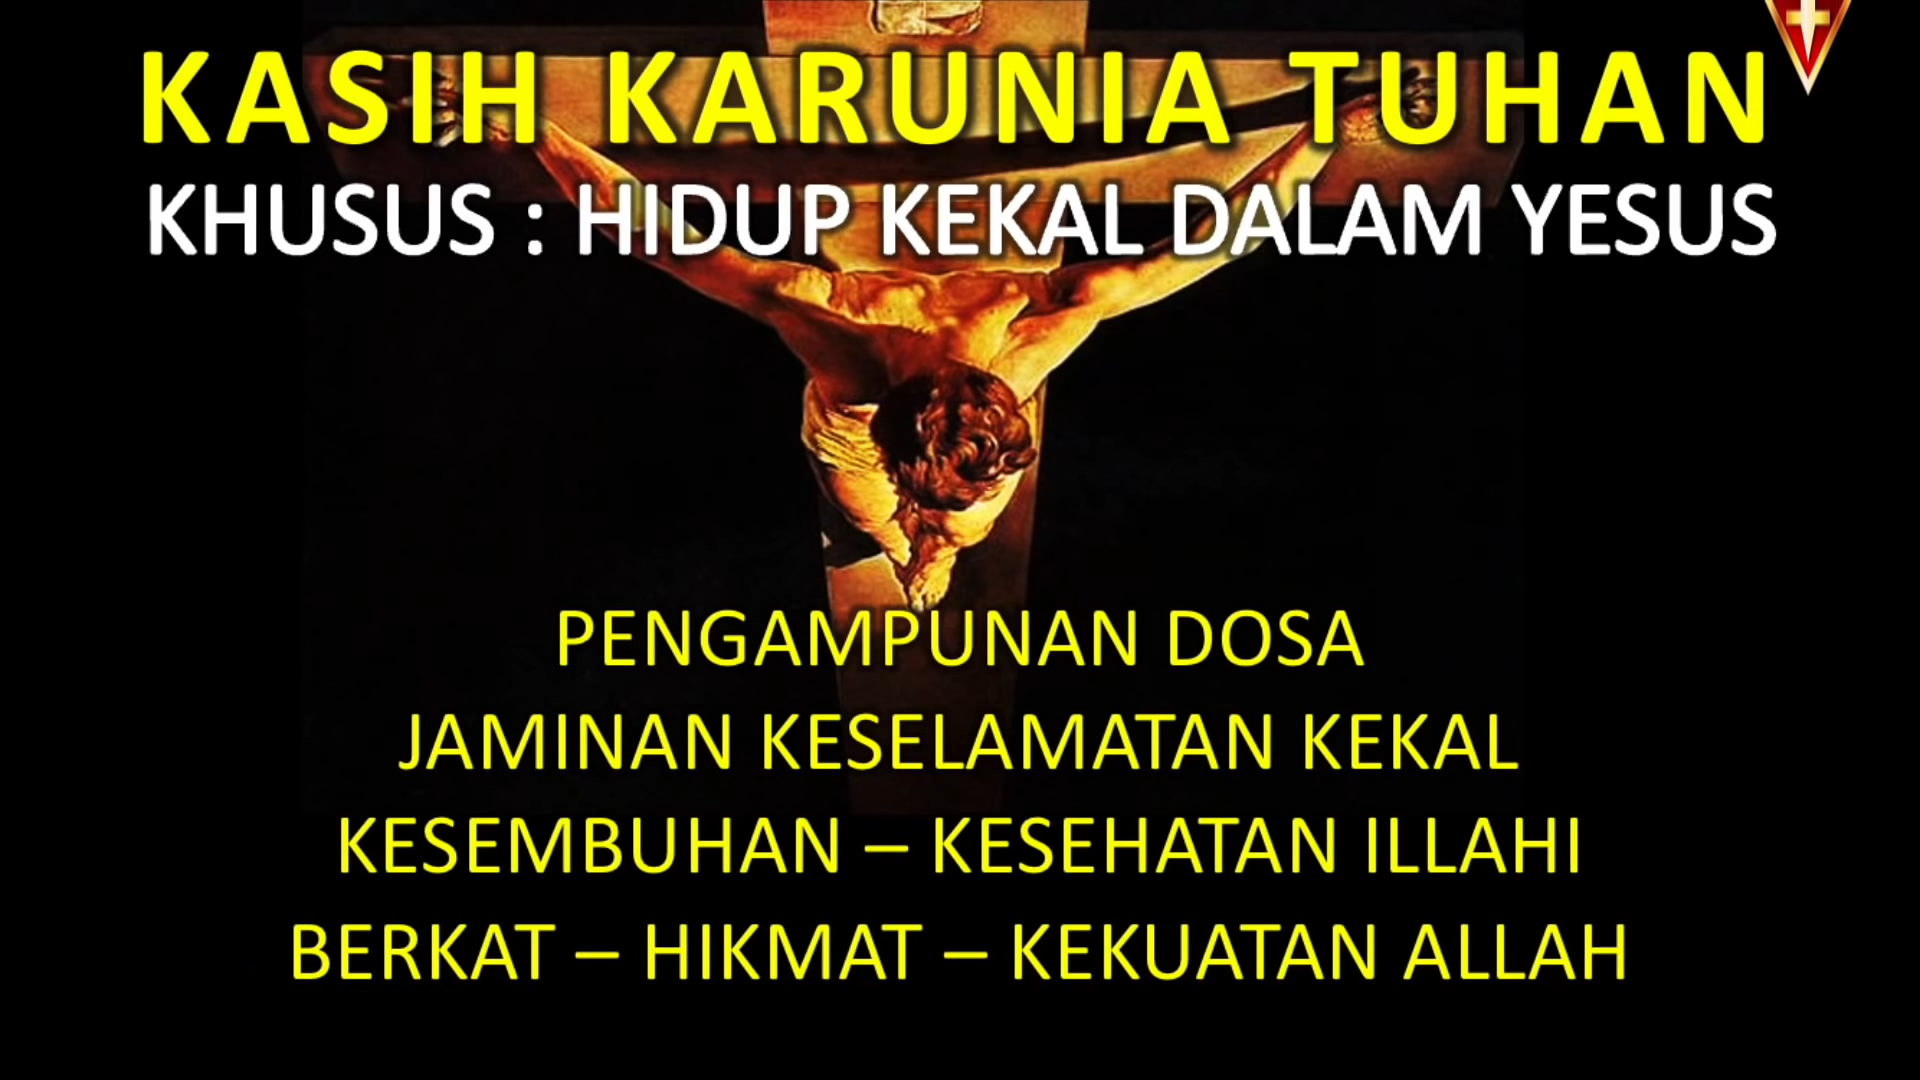 KASIH KARUNIA TUHAN
KHUSUS : HIDUP KEKAL DALAM YESUS
PENGAMPUNAN DOSA
JAMINAN KESELAMATAN KEKAL
KESEMBUHAN – KESEHATAN ILLAHI
BERKAT – HIKMAT – KEKUATAN ALLAH